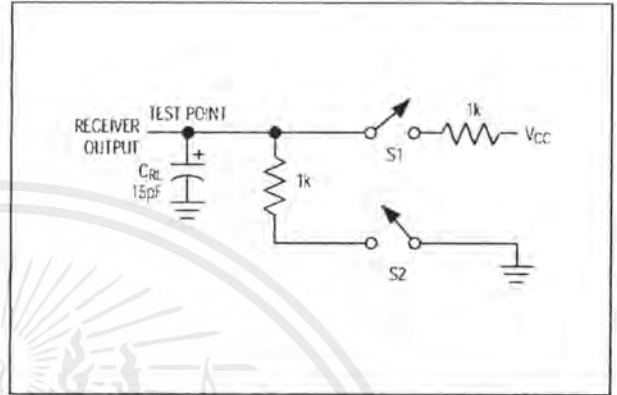 TEST POINT
RECEIVER
OUTPUT
CRL
15pF
1k
S1
1k
VCC
S2